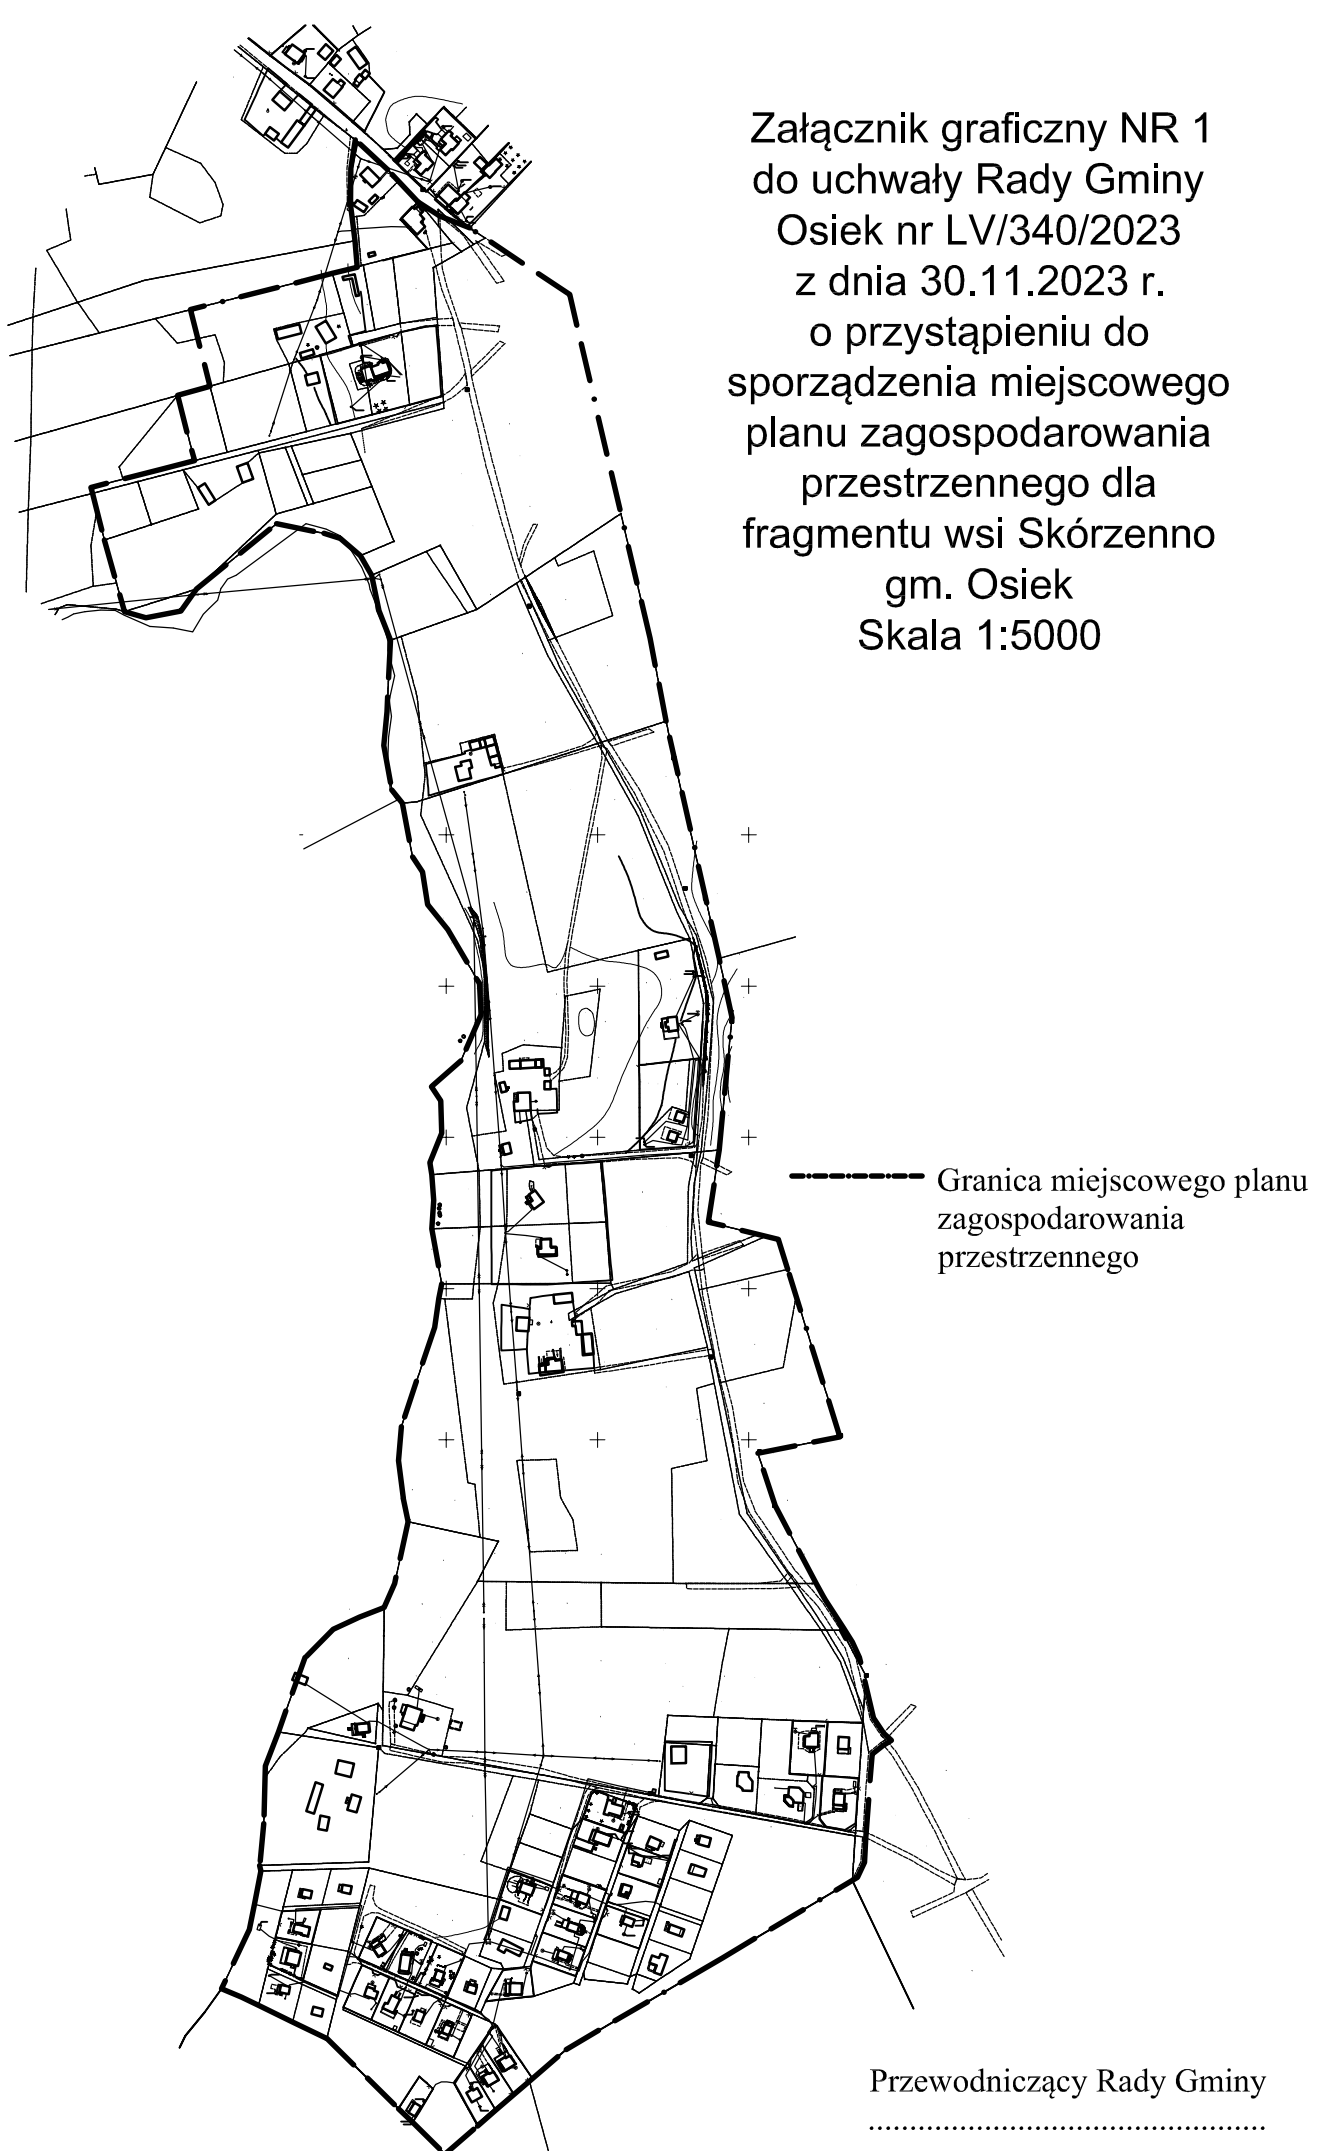 Załącznik graficzny NR 1
do uchwały Rady Gminy
Osiek nr LV/340/2023
z dnia 30.11.2023 r.
o przystąpieniu do
sporządzenia miejscowego
planu zagospodarowania
przestrzennego dla
fragmentu wsi Skórzenno
gm. Osiek
Skala 1:5000
Granica miejscowego planu
zagospodarowania
przestrzennego
Przewodniczący Rady Gminy
................................................